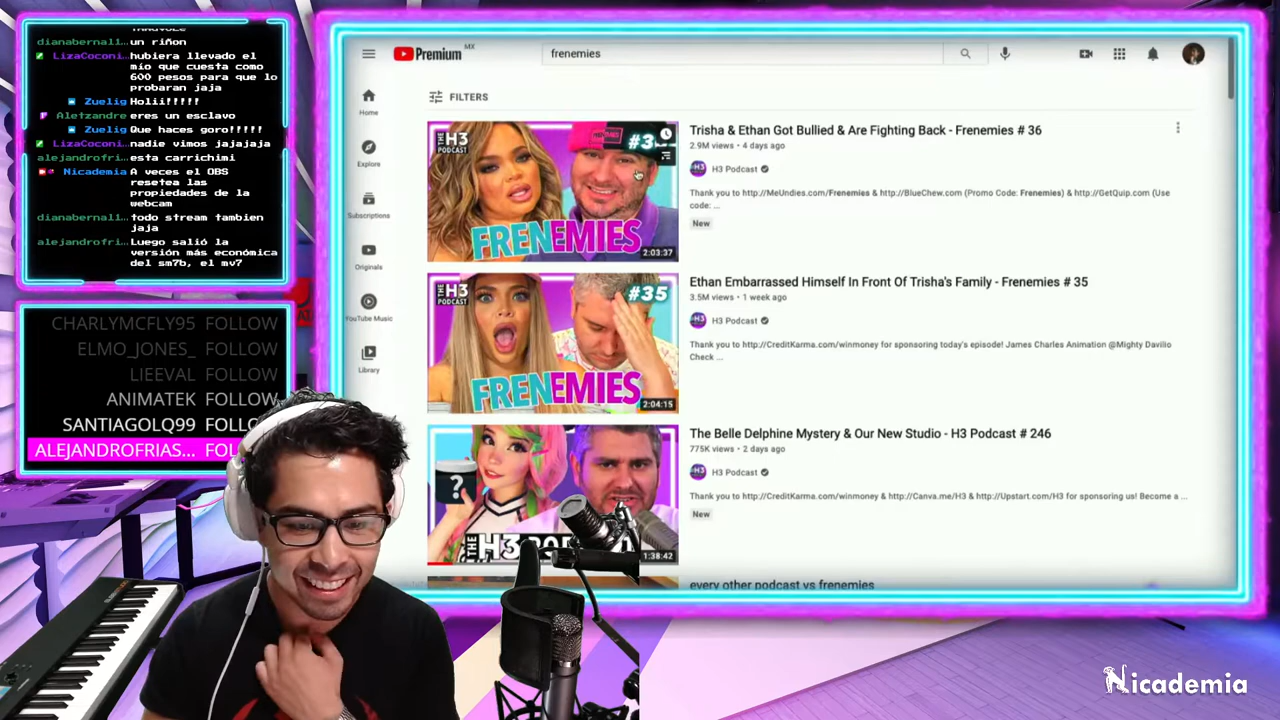 dianabernal1... un riñon
LizaCoconi... hubiera llevado el
mío que cuesta como
600 pesos para que lo
probaran jaja
Zuelig Holii!!!!!
Aletzandre eres un esclavo
Zuelig Que haces goro!!!!!
LizaCoconi... nadie vimos jajajaja
alejandrofri... esta carrichimi
Nicademia A veces el OBS
resetea las
propiedades de la
webcam
dianabernal1... todo stream tambien
jaja
alejandrofri... Luego salió la
versión más económica
del sm7b, el mv7
CHARLYMCFLY95 FOLLOW
ELMO_JONES_ FOLLOW
LIEEVAL FOLLOW
ANIMATEK FOLLOW
SANTIAGOLQ99
ALEJANDROFRIAS...
Premium MX
frenemies
Home
Explore
Subscriptions
Originals
YouTube Music
Library
FILTERS
THE
H3
PODCAST
FRENEMIES
2:03:37
Trisha & Ethan Got Bullied & Are Fighting Back - Frenemies # 36
2.9M views • 4 days ago
H3 Podcast
Thank you to http://MeUndies.com/Frenemies & http://BlueChew.com (Promo Code: Frenemies) & http://GetQuip.com (Use
code: ...
New
THE
H3
PODCAST
#35
FRENEMIES
2:04:15
Ethan Embarrassed Himself In Front Of Trisha's Family - Frenemies # 35
3.5M views • 1 week ago
H3 Podcast
Thank you to http://CreditKarma.com/winmoney for sponsoring today's episode! James Charles Animation @Mighty Davilio
Check ...
?
1:38:42
The Belle Delphine Mystery & Our New Studio - H3 Podcast # 246
775K views • 2 days ago
H3 Podcast
Thank you to http://CreditKarma.com/winmoney & http://Canva.me/H3 & http://Upstart.com/H3 for sponsoring us! Become a ...
New
every other podcast vs frenemies
Nicademia